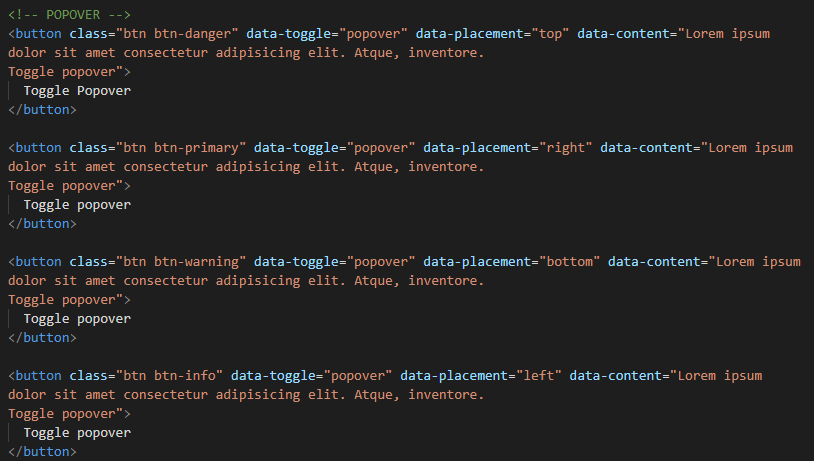 <!-- POPOVER -->
<button class="btn btn-danger" data-toggle="popover" data-placement="top" data-content="Lorem ipsum
dolor sit amet consectetur adipisicing elit. Atque, inventore.
Toggle popover">
Toggle Popover
</button>

<button class="btn btn-primary" data-toggle="popover" data-placement="right" data-content="Lorem ipsum
dolor sit amet consectetur adipisicing elit. Atque, inventore.
Toggle popover">
Toggle popover
</button>

<button class="btn btn-warning" data-toggle="popover" data-placement="bottom" data-content="Lorem ipsum
dolor sit amet consectetur adipisicing elit. Atque, inventore.
Toggle popover">
Toggle popover
</button>

<button class="btn btn-info" data-toggle="popover" data-placement="left" data-content="Lorem ipsum
dolor sit amet consectetur adipisicing elit. Atque, inventore.
Toggle popover">
Toggle popover
</button>